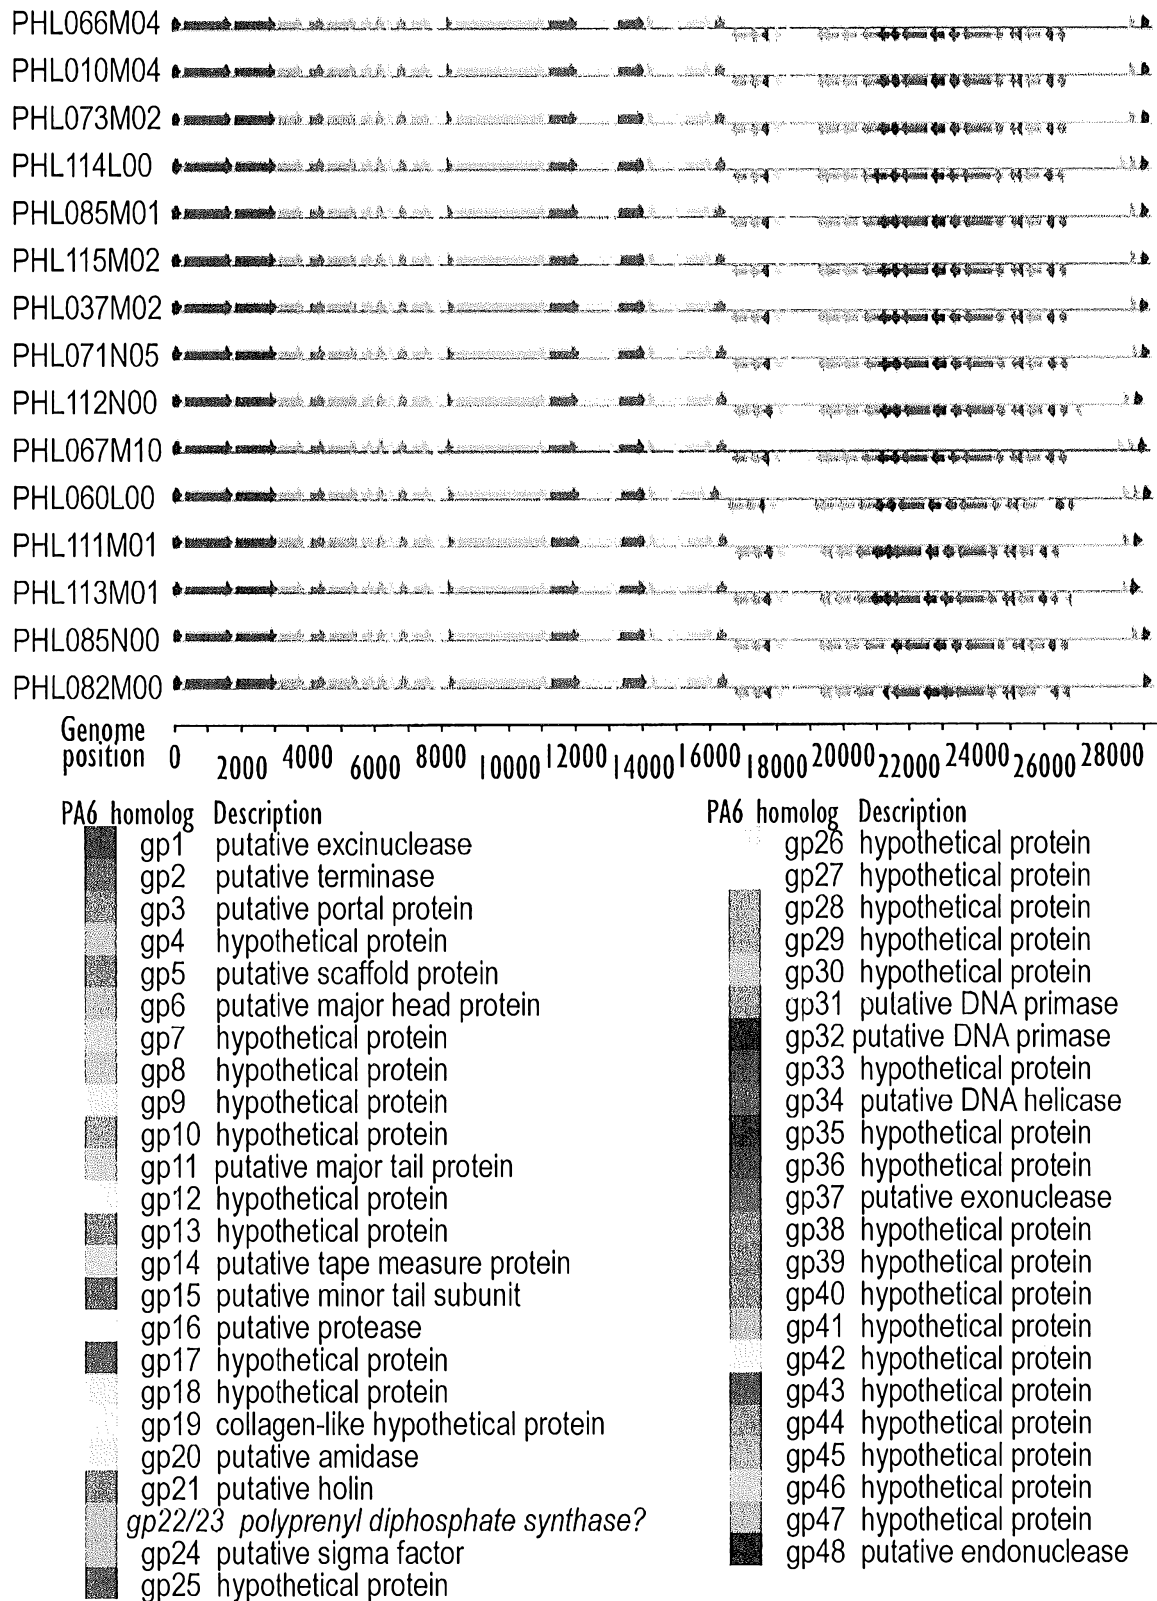 PHL066M04
PHL010M04
PHL073M02
PHL114L00
PHL085M01
PHL115M02
PHL037M02
PHL071N05
PHL112N00
PHL067M10
PHL060L00
PHL111M01
PHL113M01
PHL085N00
PHL082M00
Genome position
0 2000 4000 6000 8000 10000 12000 14000 16000 18000 20000 22000 24000 26000 28000
PA6 homolog Description
gp1 putative excinuclease
gp2 putative terminase
gp3 putative portal protein
gp4 hypothetical protein
gp5 putative scaffold protein
gp6 putative major head protein
gp7 hypothetical protein
gp8 hypothetical protein
gp9 hypothetical protein
gp10 hypothetical protein
gp11 putative major tail protein
gp12 hypothetical protein
gp13 hypothetical protein
gp14 putative tape measure protein
gp15 putative minor tail subunit
gp16 putative protease
gp17 hypothetical protein
gp18 hypothetical protein
gp19 collagen-like hypothetical protein
gp20 putative amidase
gp21 putative holin
gp22/23 polyprenyl diphosphate synthase?
gp24 putative sigma factor
gp25 hypothetical protein
PA6 homolog Description
gp26 hypothetical protein
gp27 hypothetical protein
gp28 hypothetical protein
gp29 hypothetical protein
gp30 hypothetical protein
gp31 putative DNA primase
gp32 putative DNA primase
gp33 hypothetical protein
gp34 putative DNA helicase
gp35 hypothetical protein
gp36 hypothetical protein
gp37 putative exonuclease
gp38 hypothetical protein
gp39 hypothetical protein
gp40 hypothetical protein
gp41 hypothetical protein
gp42 hypothetical protein
gp43 hypothetical protein
gp44 hypothetical protein
gp45 hypothetical protein
gp46 hypothetical protein
gp47 hypothetical protein
gp48 putative endonuclease